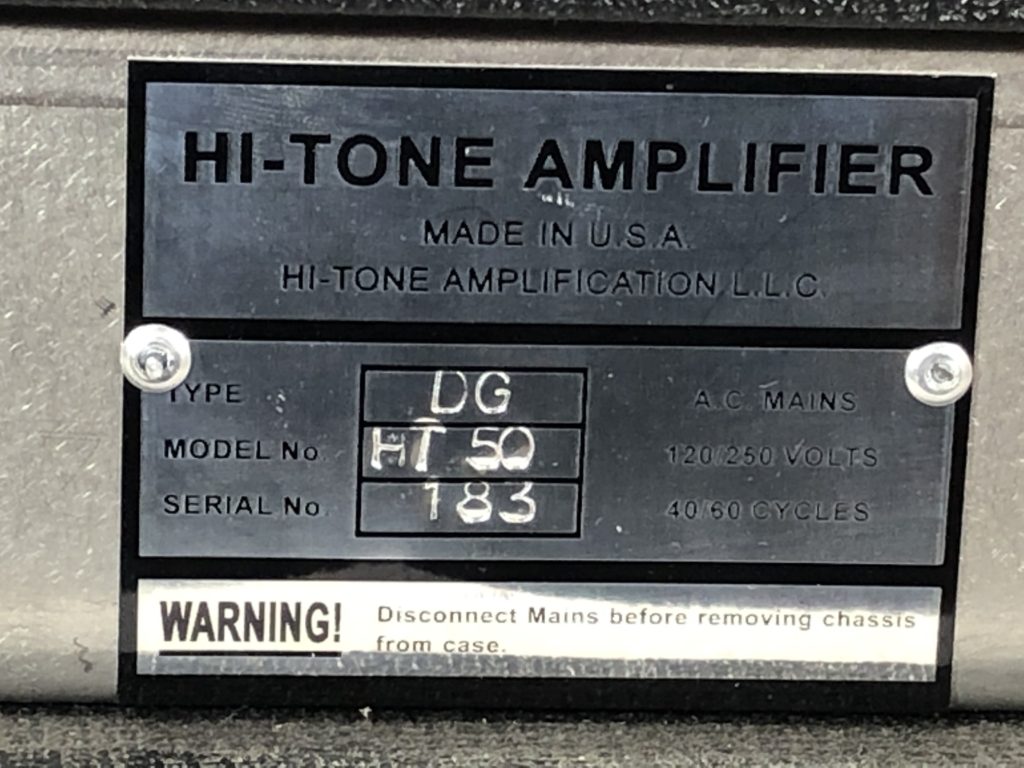 HI-TONE AMPLIFIER
MADE IN U.S.A.
HI-TONE AMPLIFICATION L.L.C.
TYPE DG A.C. MAINS
MODEL No. HT 50 120/250 VOLTS
SERIAL No. 183 40/60 CYCLES
WARNING! Disconnect Mains before removing chassis
from case.